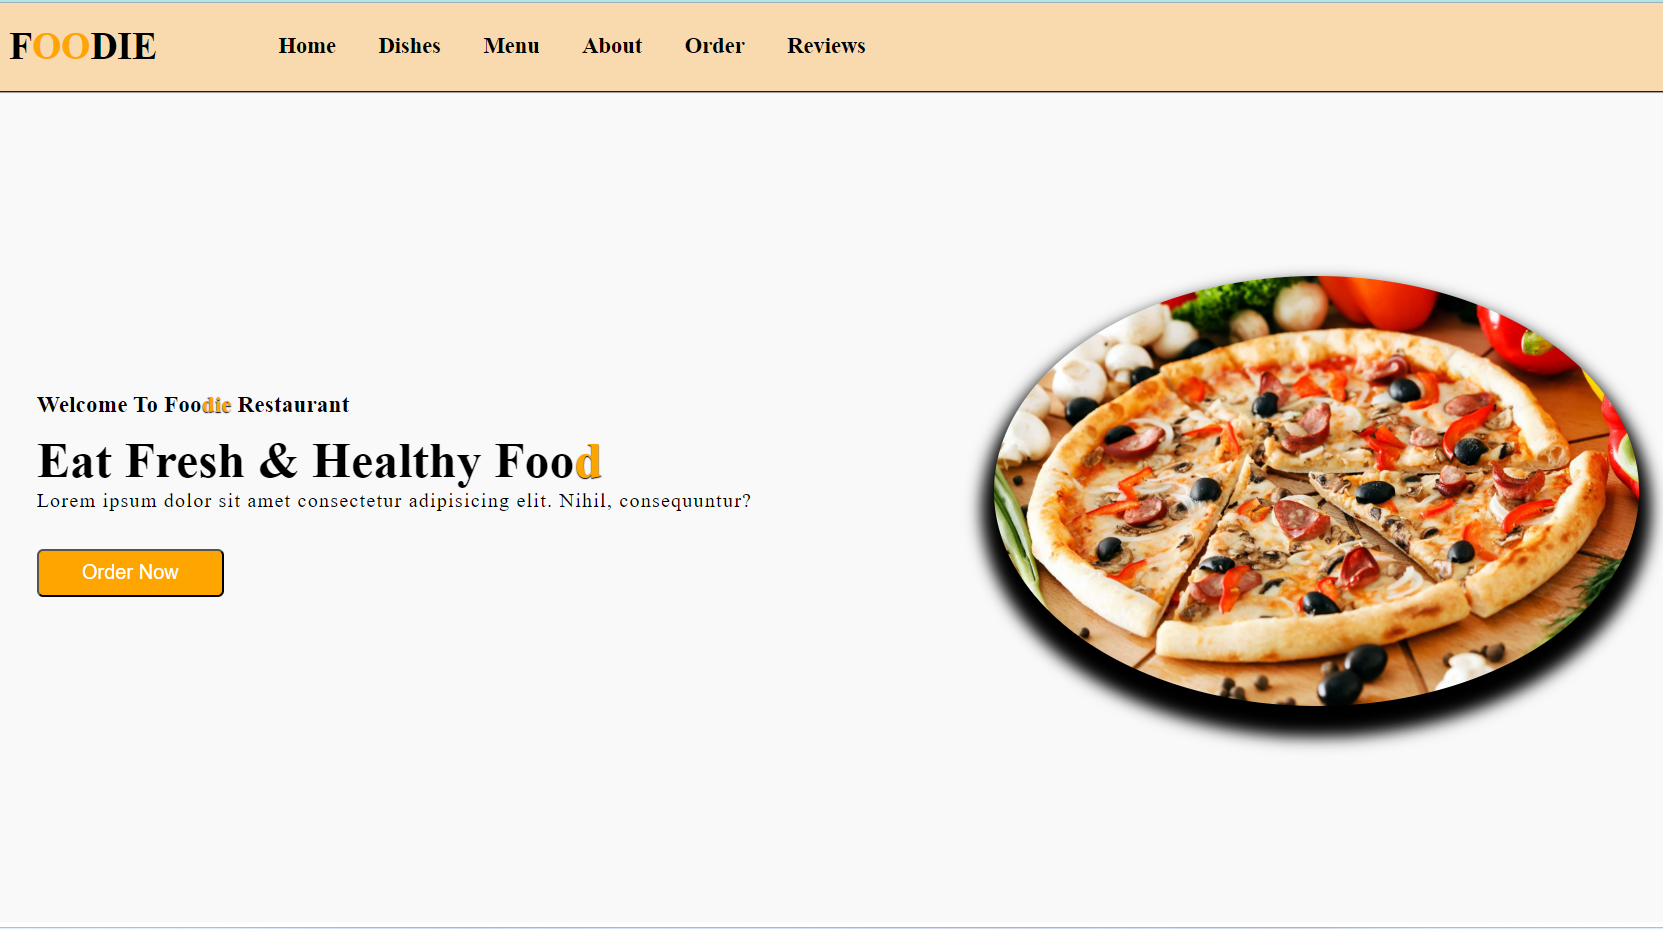 FOODIE Home Dishes Menu About Order Reviews
Welcome To Foodie Restaurant
Eat Fresh & Healthy Food
Lorem ipsum dolor sit amet consectetur adipisicing elit. Nihil, consequuntur?
Order Now